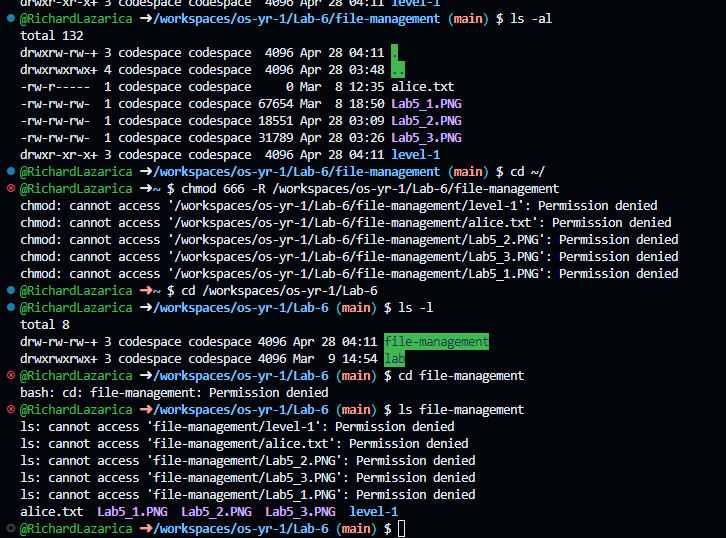 drwxr-xr-x+ 3 codespace codespace  4096 Apr 28 04:11 level-1
@RichardLazarica ➜/workspaces/os-yr-1/Lab-6/file-management (main) $ ls -al
total 132
drwxrw-rw-+ 3 codespace codespace  4096 Apr 28 04:11 .
drwxrwxrwx+ 4 codespace codespace  4096 Apr 28 03:48 ..
-rw-r-----  1 codespace codespace     0 Mar  8 12:35 alice.txt
-rw-rw-rw-  1 codespace codespace 67654 Mar  8 18:50 Lab5_1.PNG
-rw-rw-rw-  1 codespace codespace 18551 Apr 28 03:09 Lab5_2.PNG
-rw-rw-rw-  1 codespace codespace 31789 Apr 28 03:26 Lab5_3.PNG
drwxr-xr-x+ 3 codespace codespace  4096 Apr 28 04:11 level-1
@RichardLazarica ➜/workspaces/os-yr-1/Lab-6/file-management (main) $ cd ~/
@RichardLazarica ➜~ $ chmod 666 -R /workspaces/os-yr-1/Lab-6/file-management
chmod: cannot access '/workspaces/os-yr-1/Lab-6/file-management/level-1': Permission denied
chmod: cannot access '/workspaces/os-yr-1/Lab-6/file-management/alice.txt': Permission denied
chmod: cannot access '/workspaces/os-yr-1/Lab-6/file-management/Lab5_2.PNG': Permission denied
chmod: cannot access '/workspaces/os-yr-1/Lab-6/file-management/Lab5_3.PNG': Permission denied
chmod: cannot access '/workspaces/os-yr-1/Lab-6/file-management/Lab5_1.PNG': Permission denied
@RichardLazarica ➜~ $ cd /workspaces/os-yr-1/Lab-6
@RichardLazarica ➜/workspaces/os-yr-1/Lab-6 (main) $ ls -l
total 8
drw-rw-rw-+ 3 codespace codespace 4096 Apr 28 04:11 file-management
drwxrwxrwx+ 3 codespace codespace 4096 Mar  9 14:54 lab
@RichardLazarica ➜/workspaces/os-yr-1/Lab-6 (main) $ cd file-management
bash: cd: file-management: Permission denied
@RichardLazarica ➜/workspaces/os-yr-1/Lab-6 (main) $ ls file-management
ls: cannot access 'file-management/level-1': Permission denied
ls: cannot access 'file-management/alice.txt': Permission denied
ls: cannot access 'file-management/Lab5_2.PNG': Permission denied
ls: cannot access 'file-management/Lab5_3.PNG': Permission denied
ls: cannot access 'file-management/Lab5_1.PNG': Permission denied
alice.txt  Lab5_1.PNG  Lab5_2.PNG  Lab5_3.PNG  level-1
@RichardLazarica ➜/workspaces/os-yr-1/Lab-6 (main) $